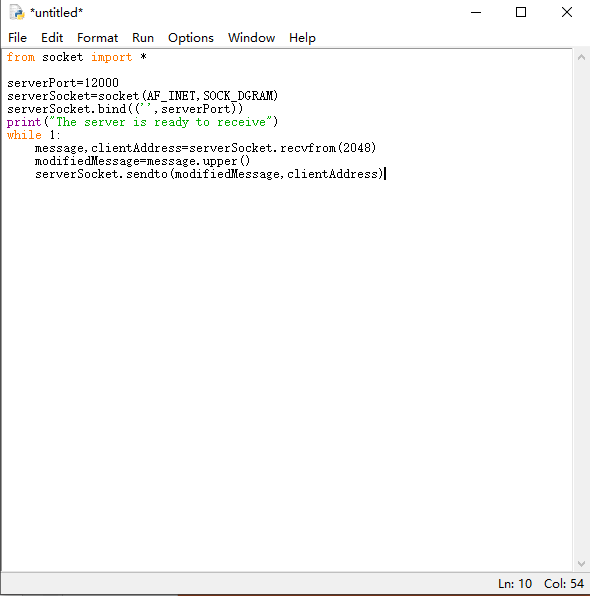 *untitled*
File Edit Format Run Options Window Help
from socket import *
serverPort=12000
serverSocket=socket(AF_INET,SOCK_DGRAM)
serverSocket.bind(('',serverPort))
print("The server is ready to receive")
while 1:
    message,clientAddress=serverSocket.recvfrom(2048)
    modifiedMessage=message.upper()
    serverSocket.sendto(modifiedMessage,clientAddress)
Ln: 10 Col: 54